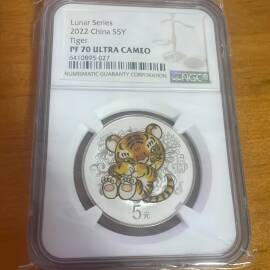 Lunar Series
2022 China S5Y
Tiger
PF 70 ULTRA CAMEO
6410895-027
NUMISMATIC GUARANTY CORPORATION
NGC
5元